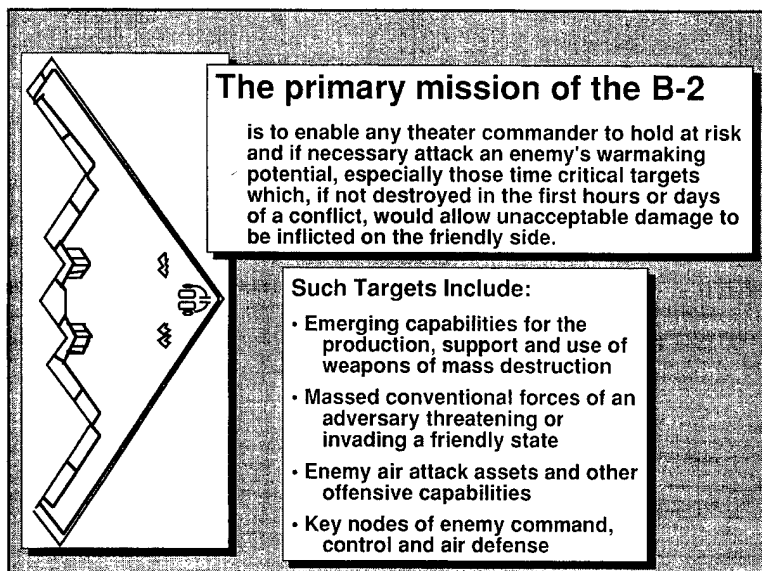 The primary mission of the B-2
is to enable any theater commander to hold at risk
and if necessary attack an enemy's warmaking
potential, especially those time critical targets
which, if not destroyed in the first hours or days
of a conflict, would allow unacceptable damage to
be inflicted on the friendly side.
Such Targets Include:
• Emerging capabilities for the
production, support and use of
weapons of mass destruction
• Massed conventional forces of an
adversary threatening or
invading a friendly state
• Enemy air attack assets and other
offensive capabilities
• Key nodes of enemy command,
control and air defense